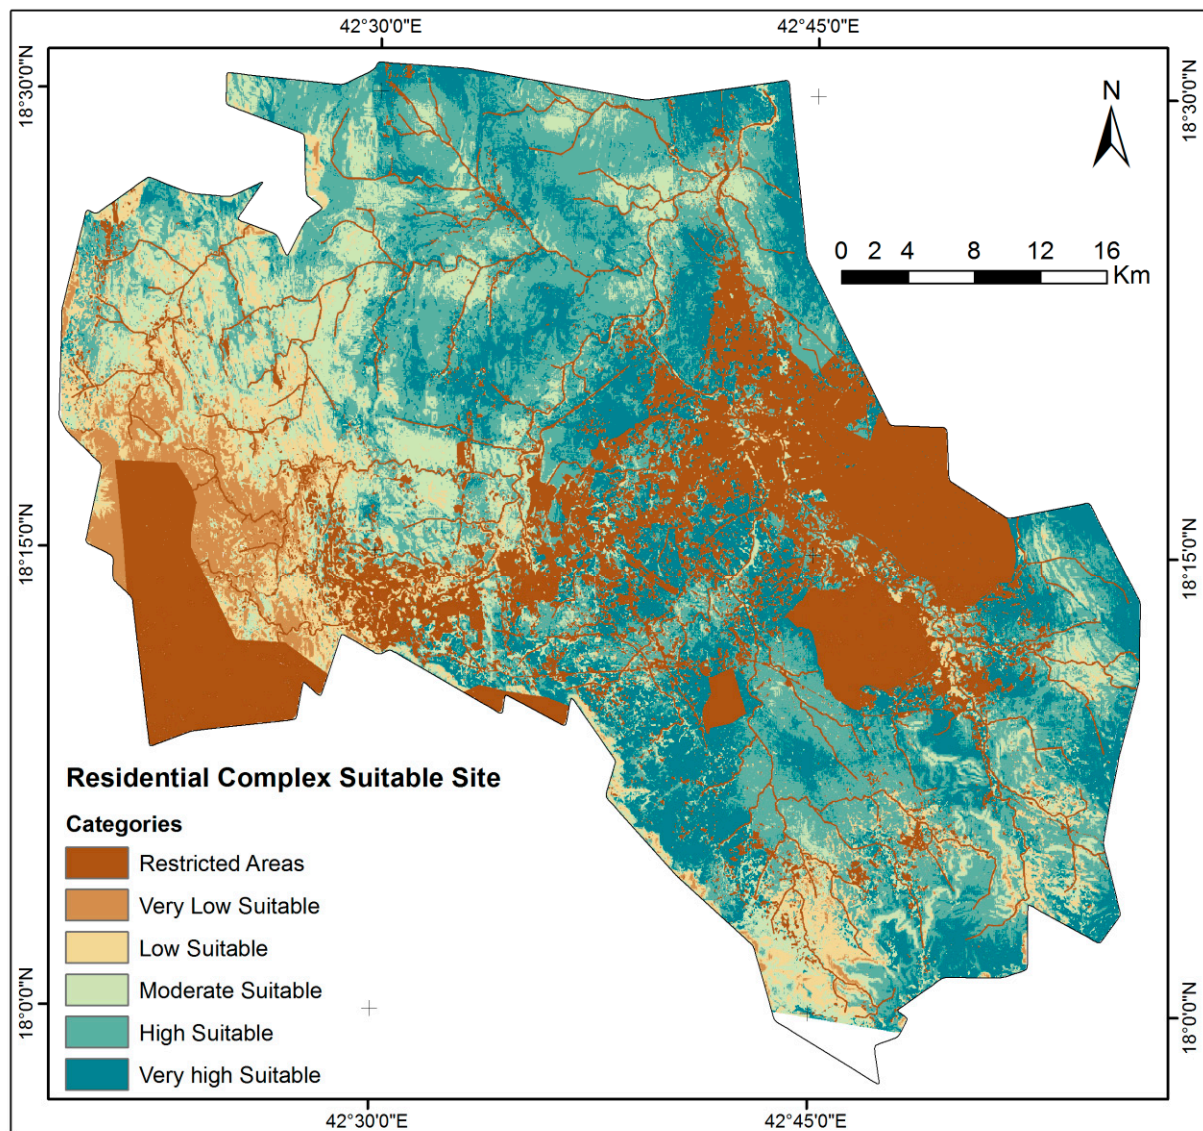 42°30'0"E 42°45'0"E
18°30'0"N 18°30'0"N
N
0 2 4 8 12 16
Km
18°15'0"N 18°15'0"N
Residential Complex Suitable Site
Categories
Restricted Areas
Very Low Suitable
Low Suitable
Moderate Suitable
High Suitable
Very high Suitable
18°0'0"N 18°0'0"N
42°30'0"E 42°45'0"E